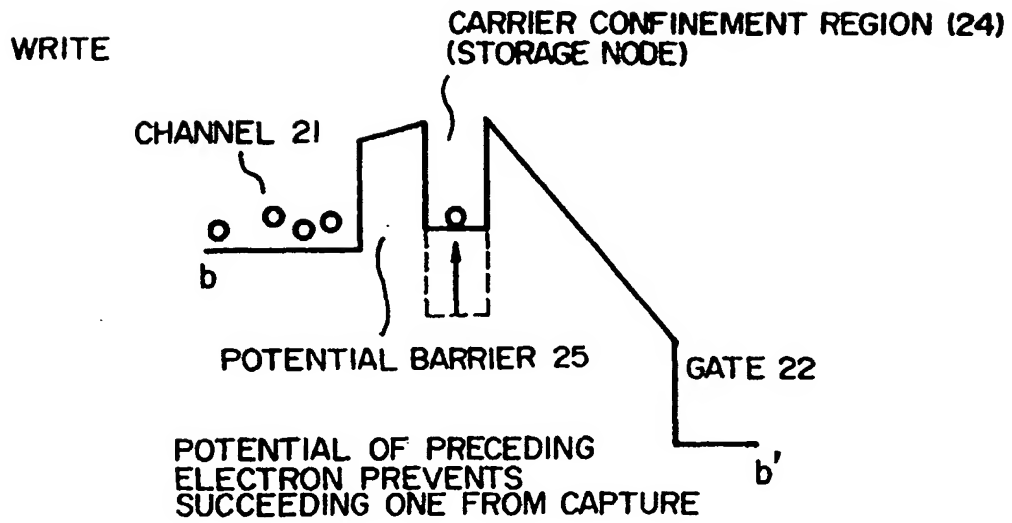 WRITE
CARRIER CONFINEMENT REGION (24)
(STORAGE NODE)
CHANNEL 21
b
POTENTIAL BARRIER 25
GATE 22
b'
POTENTIAL OF PRECEDING
ELECTRON PREVENTS
SUCCEEDING ONE FROM CAPTURE